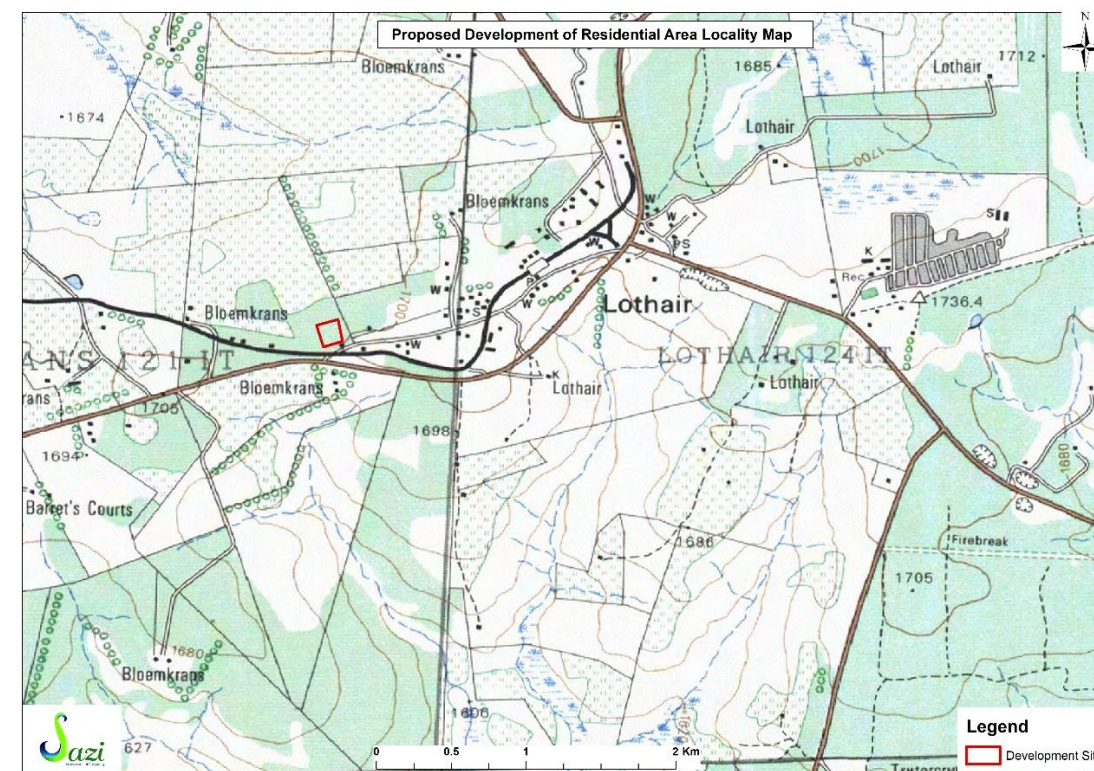 Proposed Development of Residential Area Locality Map
N
Bloemkrans
1685
1712
Lothair
1674
Lothair
1700
Bloemkrans
W
W
W
PS
S
K
Rec
1736.4
W
1700
W
S
Lothair
Bloemkrans
W
ANS 121 IT
LOTHAIR 124 IT
Bloemkrans
K
Lothair
Lothair
rans
1705
1698
1694
1680
Barret's Courts
1686
Firebreak
1705
1680
Bloemkrans
1606
627
Sazi
0 0.5 1 2 Km
Legend
Development Sit